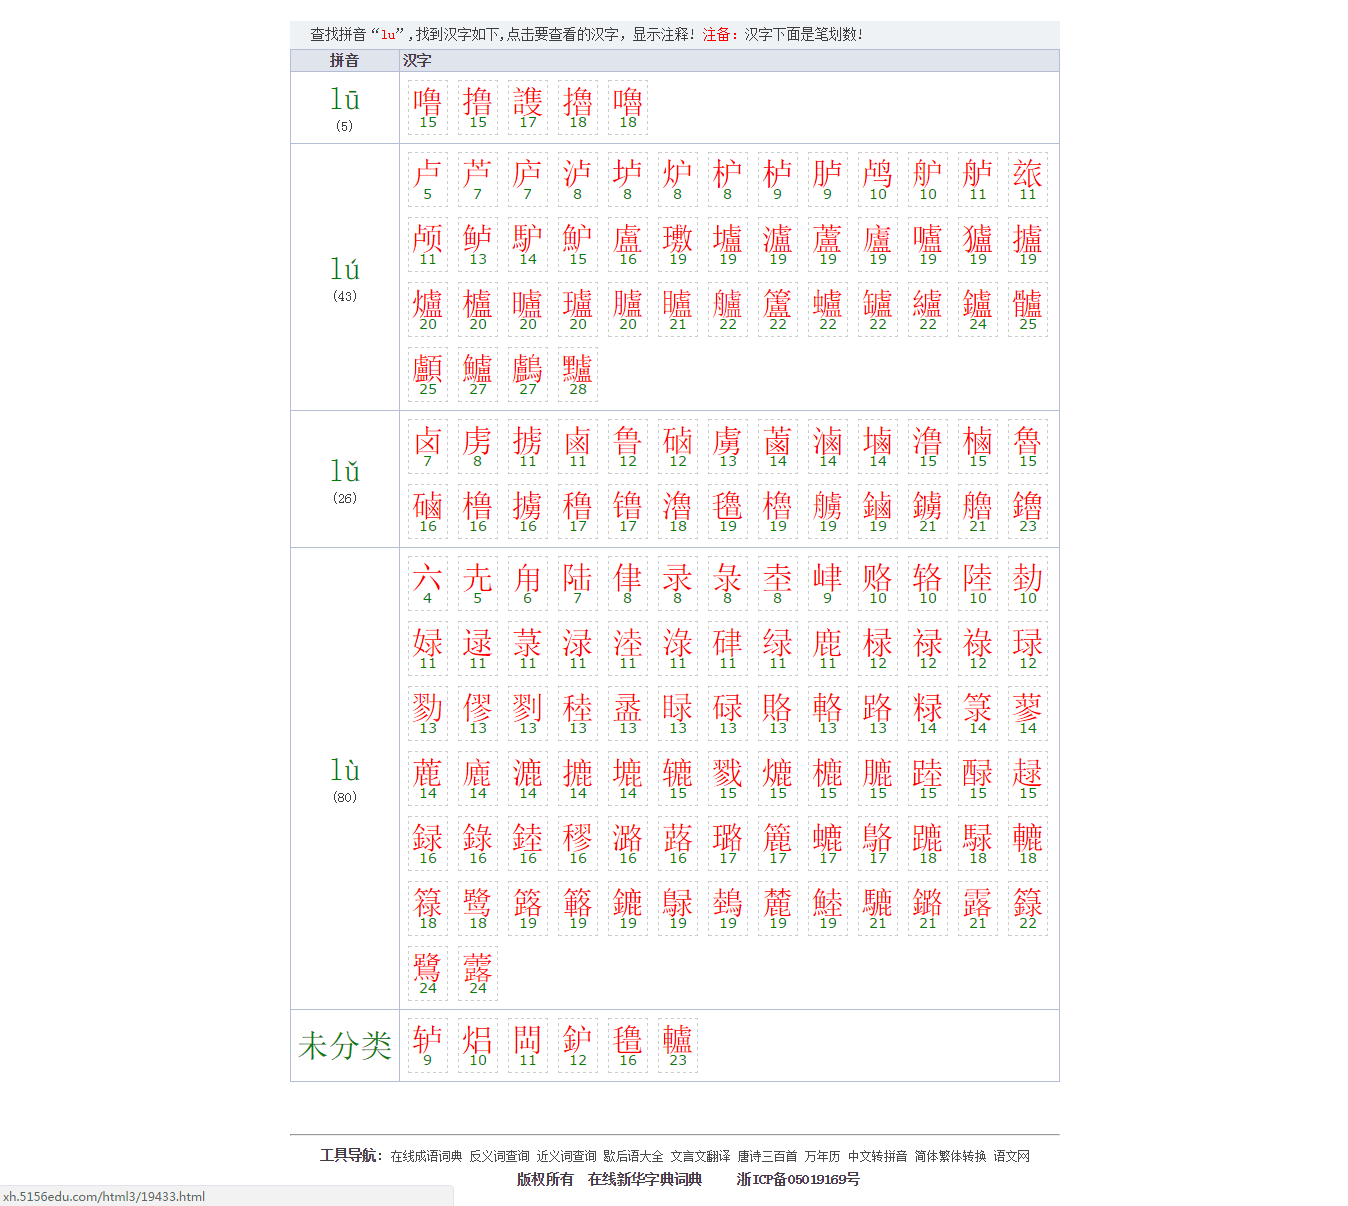 查找拼音“lu”,找到汉字如下,点击要查看的汉字，显示注释！注备：汉字下面是笔划数！
拼音 汉字
lū
(5)
噜 撸 謢 擼 嚕
15 15 17 18 18
lú
(43)
卢 芦 庐 泸 垆 炉 枦 栌 胪 鸬 舮 舻 玈
5 7 7 8 8 8 8 9 9 10 10 11 11
颅 鲈 馿 魲 盧 璷 壚 瀘 蘆 廬 嚧 獹 攎
11 13 14 15 16 19 19 19 19 19 19 19 19
爐 櫨 曥 瓐 臚 矑 艫 籚 蠦 罏 纑 鑪 髗
20 20 20 20 20 21 22 22 22 22 22 24 25
顱 鱸 鸕 黸
25 27 27 28
lǔ
(26)
卤 虏 掳 鹵 鲁 硵 虜 蓾 滷 塷 澛 樐 魯
7 8 11 11 12 12 13 14 14 14 15 15 15
磠 橹 擄 穞 镥 瀂 氌 櫓 艣 鏀 鐪 艪 鑥
16 16 16 17 17 18 19 19 19 19 21 21 23
lù
(80)
六 圥 甪 陆 侓 录 彔 坴 峍 赂 辂 陸 勎
4 5 6 7 8 8 8 8 9 10 10 10 10
娽 逯 菉 渌 淕 淥 硉 绿 鹿 椂 禄 祿 琭
11 11 11 11 11 11 11 11 11 12 12 12 12
勠 僇 剹 稑 盝 睩 碌 賂 輅 路 粶 箓 蓼
13 13 13 13 13 13 13 13 13 13 14 14 14
蔍 廘 漉 摝 塶 辘 戮 熝 樚 膔 踛 醁 趢
14 14 14 14 14 15 15 15 15 15 15 15 15
録 錄 錴 穋 潞 蕗 璐 簏 螰 鴼 蹗 騄 轆
16 16 16 16 16 16 17 17 17 17 18 18 18
簶 鹭 簬 簵 鏕 鵦 鵱 麓 鯥 騼 鏴 露 籙
18 18 19 19 19 19 19 19 19 21 21 21 22
鷺 虂
24 24
未分类
轳 焒 閊 鈩 氇 轤
9 10 11 12 16 23
工具导航： 在线成语词典 反义词查询 近义词查询 歇后语大全 文言文翻译 唐诗三百首 万年历 中文转拼音 简体繁体转换 语文网
版权所有 在线新华字典词典 浙ICP备05019169号
xh.5156edu.com/html3/19433.html